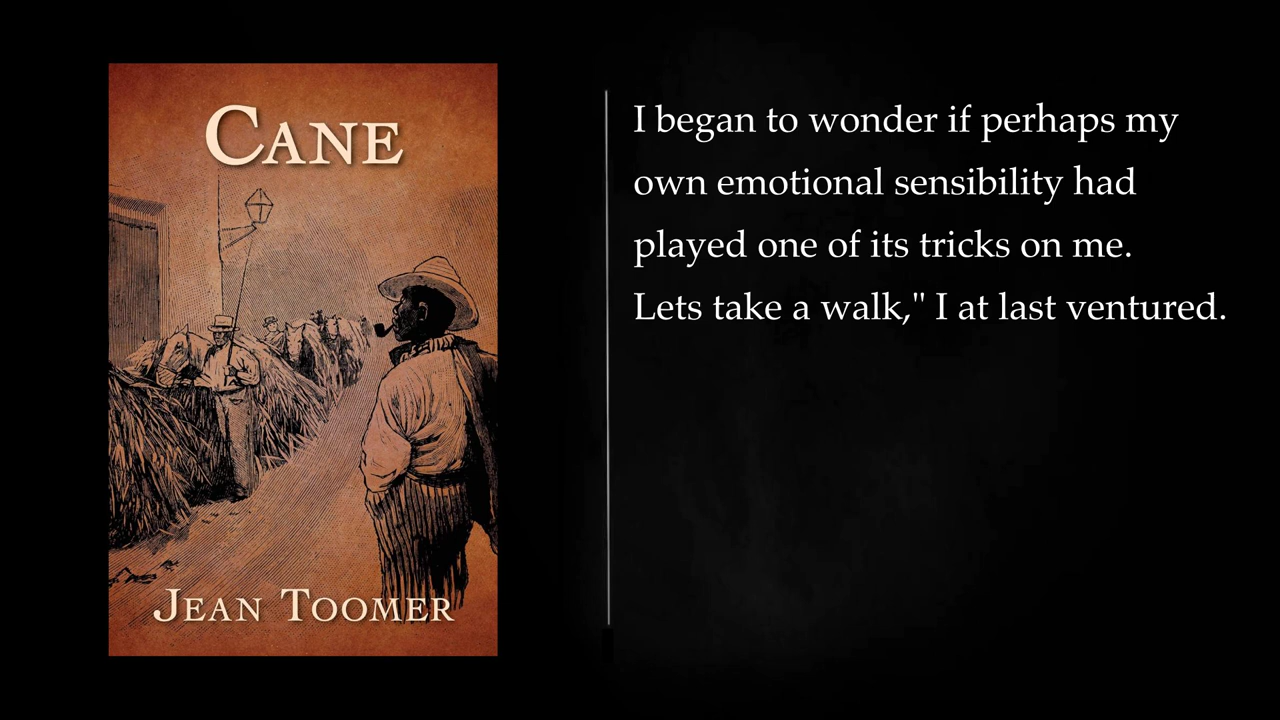 CANE
JEAN TOOMER
I began to wonder if perhaps my
own emotional sensibility had
played one of its tricks on me.
Lets take a walk," I at last ventured.